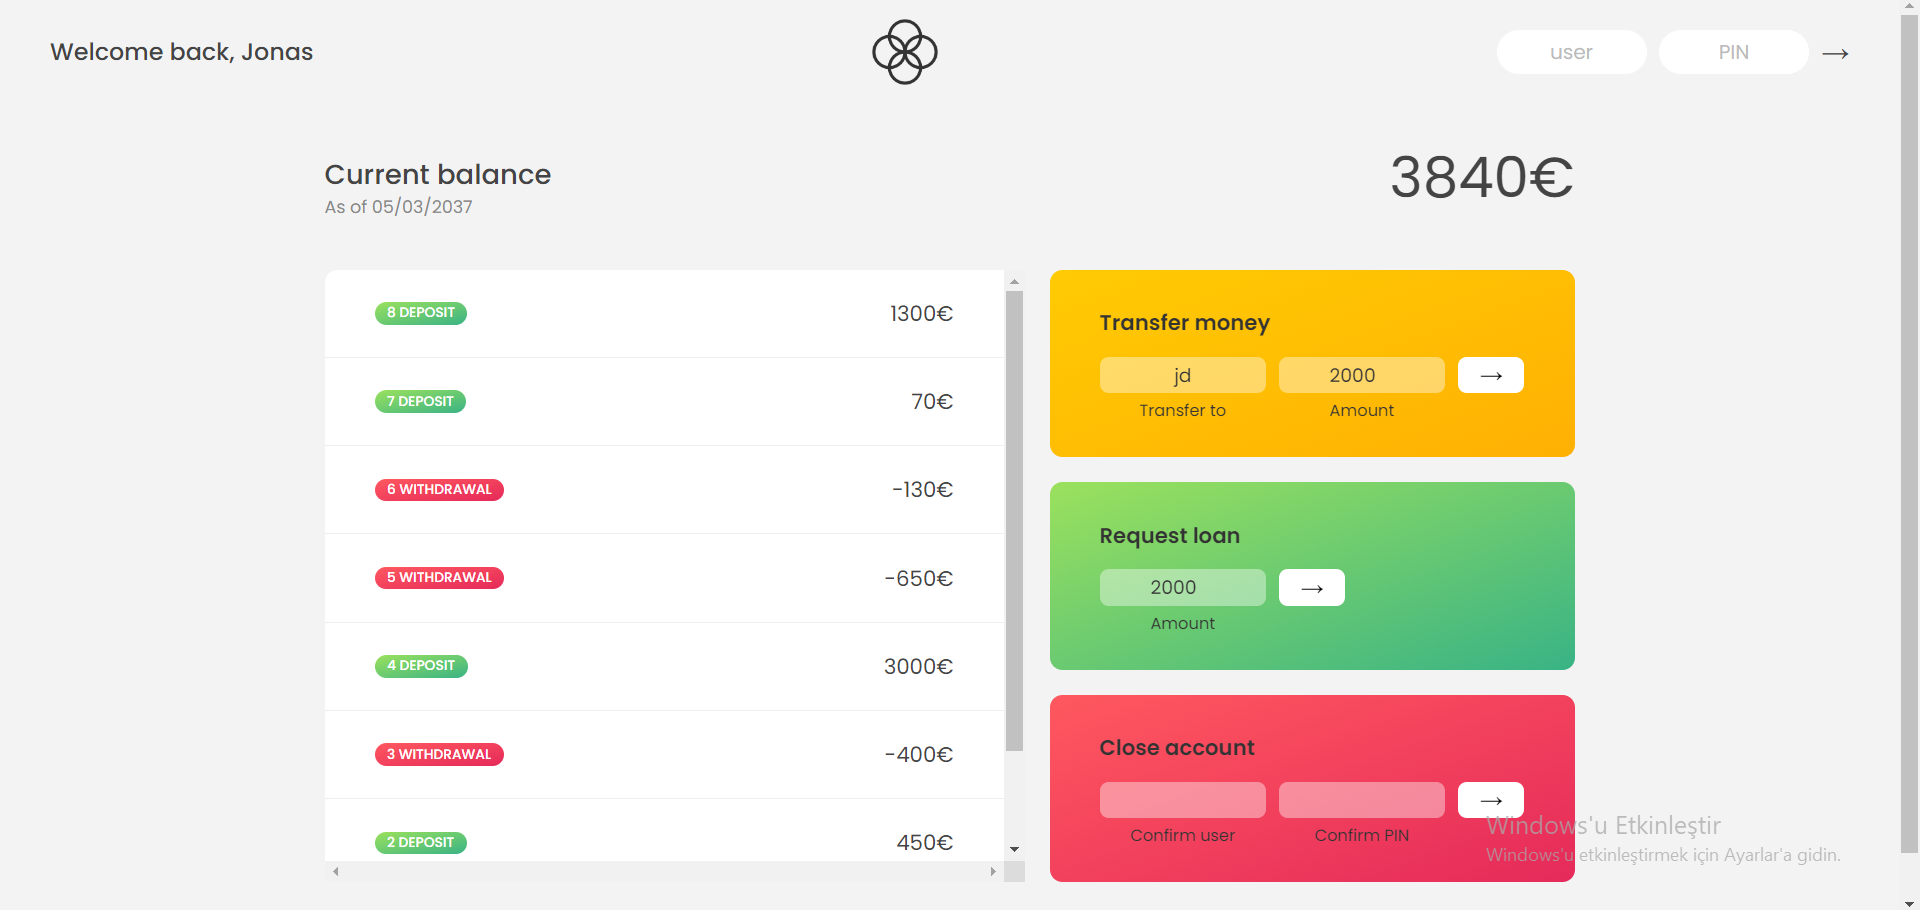 Welcome back, Jonas
user
PIN
→
Current balance
As of 05/03/2037
3840€
8 DEPOSIT
1300€
7 DEPOSIT
70€
6 WITHDRAWAL
-130€
5 WITHDRAWAL
-650€
4 DEPOSIT
3000€
3 WITHDRAWAL
-400€
2 DEPOSIT
450€
Transfer money
jd
2000
→
Transfer to
Amount
Request loan
2000
→
Amount
Close account
→
Confirm user
Confirm PIN
Windows'u Etkinleştir
Windows'u etkinleştirmek için Ayarlar'a gidin.